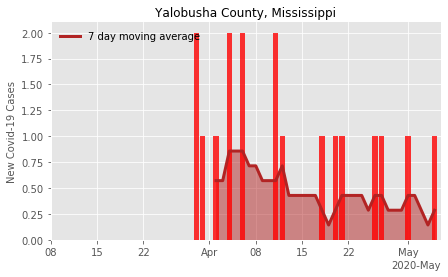 Yalobusha County, Mississippi
7 day moving average
New Covid-19 Cases
2.00
1.75
1.50
1.25
1.00
0.75
0.50
0.25
0.00
08 15 22 Apr 08 15 22 May
2020-May